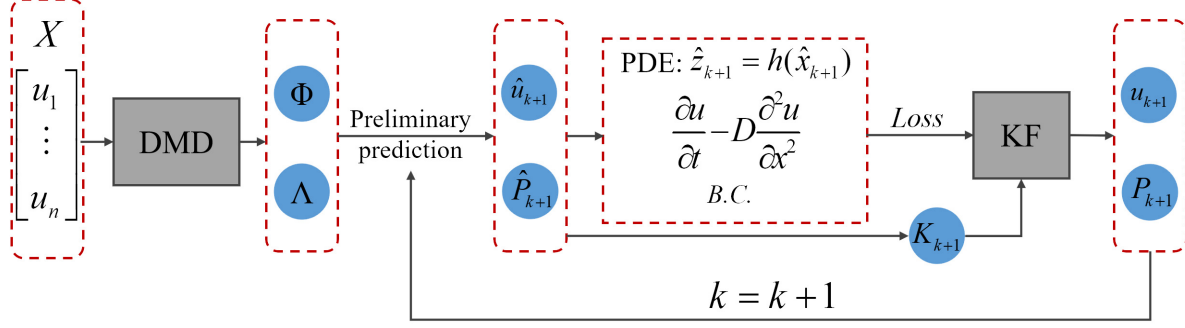 X
u_1
⋮
u_n
DMD
Φ
Λ
Preliminary
prediction
û_{k+1}
P̂_{k+1}
PDE: ẑ_{k+1} = h(x̂_{k+1})
∂u/∂t − D ∂²u/∂x²
B.C.
Loss
K_{k+1}
KF
u_{k+1}
P_{k+1}
k = k + 1